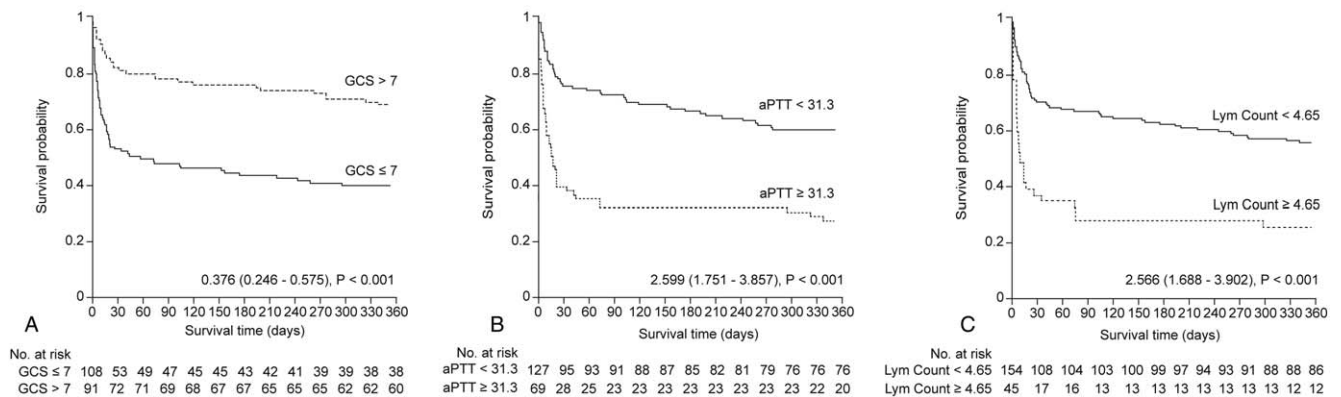 1
0.8
0.6
0.4
0.2
0
Survival probability
GCS > 7
GCS ≤ 7
0.376 (0.246 - 0.575), P < 0.001
0 30 60 90 120 150 180 210 240 270 300 330 360
Survival time (days)
A
No. at risk
GCS ≤ 7 108 53 49 47 45 45 43 42 41 39 39 38 38
GCS > 7 91 72 71 69 68 67 67 65 65 65 62 62 60
1
0.8
0.6
0.4
0.2
0
Survival probability
aPTT < 31.3
aPTT ≥ 31.3
2.599 (1.751 - 3.857), P < 0.001
0 30 60 90 120 150 180 210 240 270 300 330 360
Survival time (days)
B
No. at risk
aPTT < 31.3 127 95 93 91 88 87 85 82 81 79 76 76 76
aPTT ≥ 31.3 69 28 25 23 23 23 23 23 23 23 23 22 20
1
0.8
0.6
0.4
0.2
0
Survival probability
Lym Count < 4.65
Lym Count ≥ 4.65
2.566 (1.688 - 3.902), P < 0.001
0 30 60 90 120 150 180 210 240 270 300 330 360
Survival time (days)
C
No. at risk
Lym Count < 4.65 154 108 104 103 100 99 97 94 93 91 88 88 86
Lym Count ≥ 4.65 45 17 16 13 13 13 13 13 13 13 13 12 12